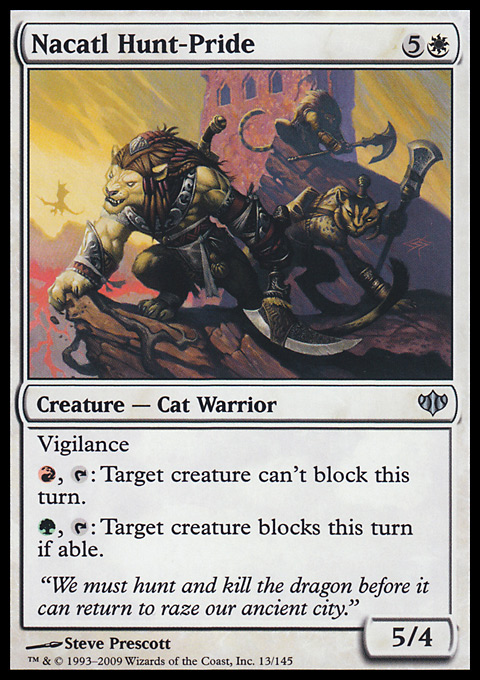 Nacatl Hunt-Pride 5
Creature — Cat Warrior
Vigilance
, : Target creature can't block this
turn.
, : Target creature blocks this turn
if able.
“We must hunt and kill the dragon before it
can return to raze our ancient city.”
Steve Prescott
5/4
™ & © 1993–2009 Wizards of the Coast, Inc. 13/145